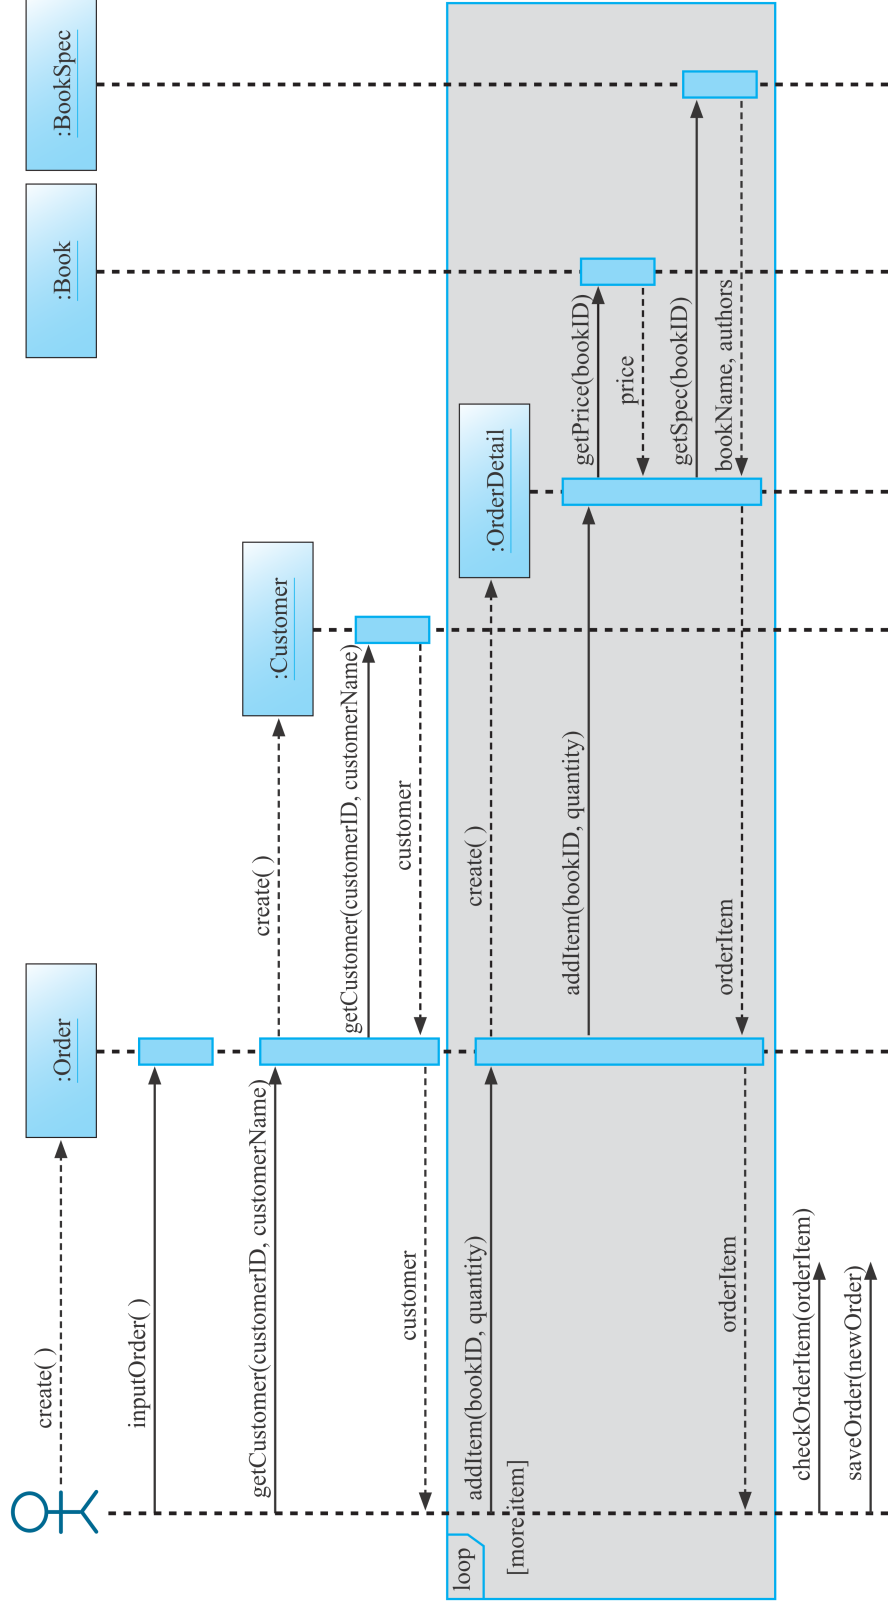 :Order
:Customer
:OrderDetail
:Book
:BookSpec
create( )
inputOrder( )
getCustomer(customerID, customerName)
create( )
getCustomer(customerID, customerName)
customer
customer
loop
[more item]
addItem(bookID, quantity)
create( )
addItem(bookID, quantity)
getPrice(bookID)
price
getSpec(bookID)
bookName, authors
orderItem
orderItem
checkOrderItem(orderItem)
saveOrder(newOrder)